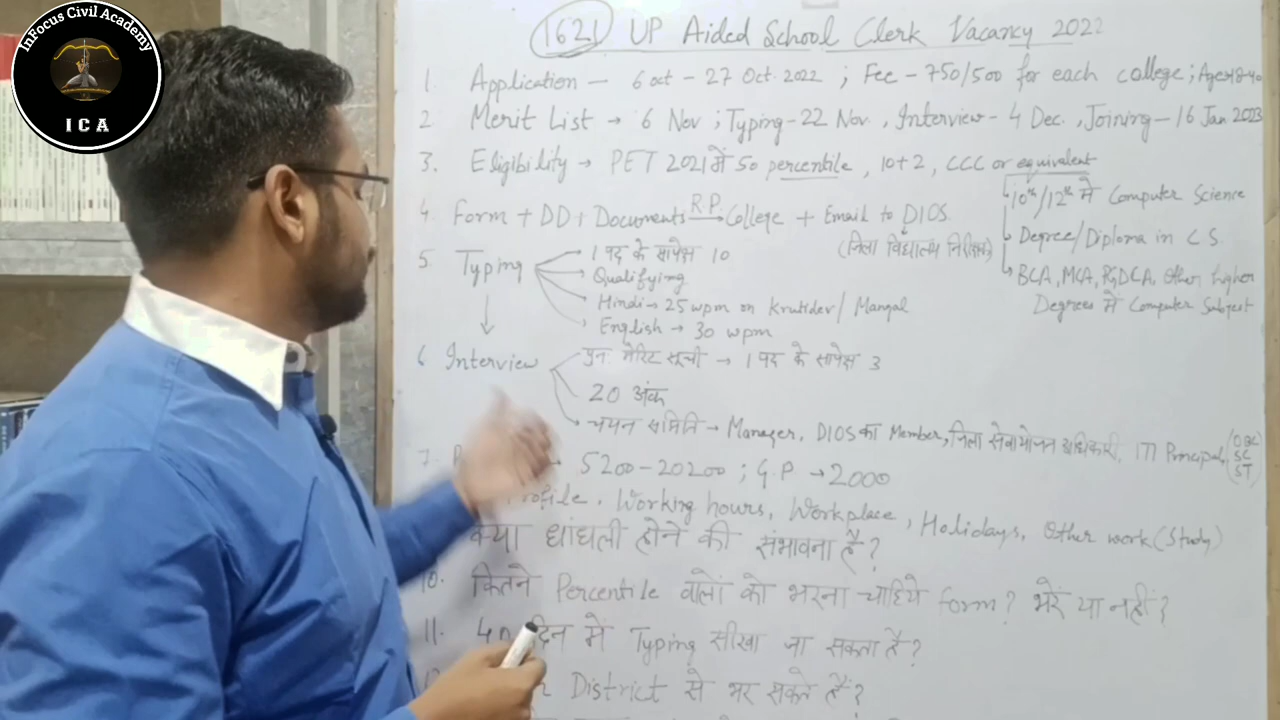 InFocus Civil Academy
ICA
1621 UP Aided School Clerk Vacancy 2022
1. Application - 6 oct - 27 Oct 2022 ; Fee - 750/500 for each college ; Age 18-40
2 Merit List → 6 Nov ; Typing - 22 Nov , Interview - 4 Dec. , Joining - 16 Jan 2023
3. Eligibility → PET 2021 में 50 percentile , 10+2 , CCC or equivalent
10th/12th में Computer Science
Degree/Diploma in C S.
BCA, MCA, PGDCA, Other higher
Degrees में Computer Subject
4. Form + DD + Documents R.P. → College + Email to DIOS
(जिला विद्यालय निरीक्षक)
5. Typing
1 पद के सापेक्ष 10
Qualifying
Hindi → 25 wpm on Krutidev / Mangal
English → 30 wpm
6 Interview
पुनः मेरिट सूची → 1 पद के सापेक्ष 3
20 अंक
चयन समिति → Manager, DIOS का Member, जिला सेवायोजन अधिकारी, ITI Principal (OBC SC ST)
7. 5200-20200 ; G.P → 2000
Working hours, Workplace, Holidays, Other work (Study)
क्या धांधली होने की संभावना है?
10. कितने Percentile वालों को भरना चाहिये form? भरें या नहीं?
11. दिन में Typing सीखा जा सकता है?
District से भर सकते हैं?